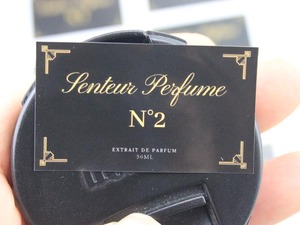 Senteur Perfume
N°2
EXTRAIT DE PARFUM
50ML